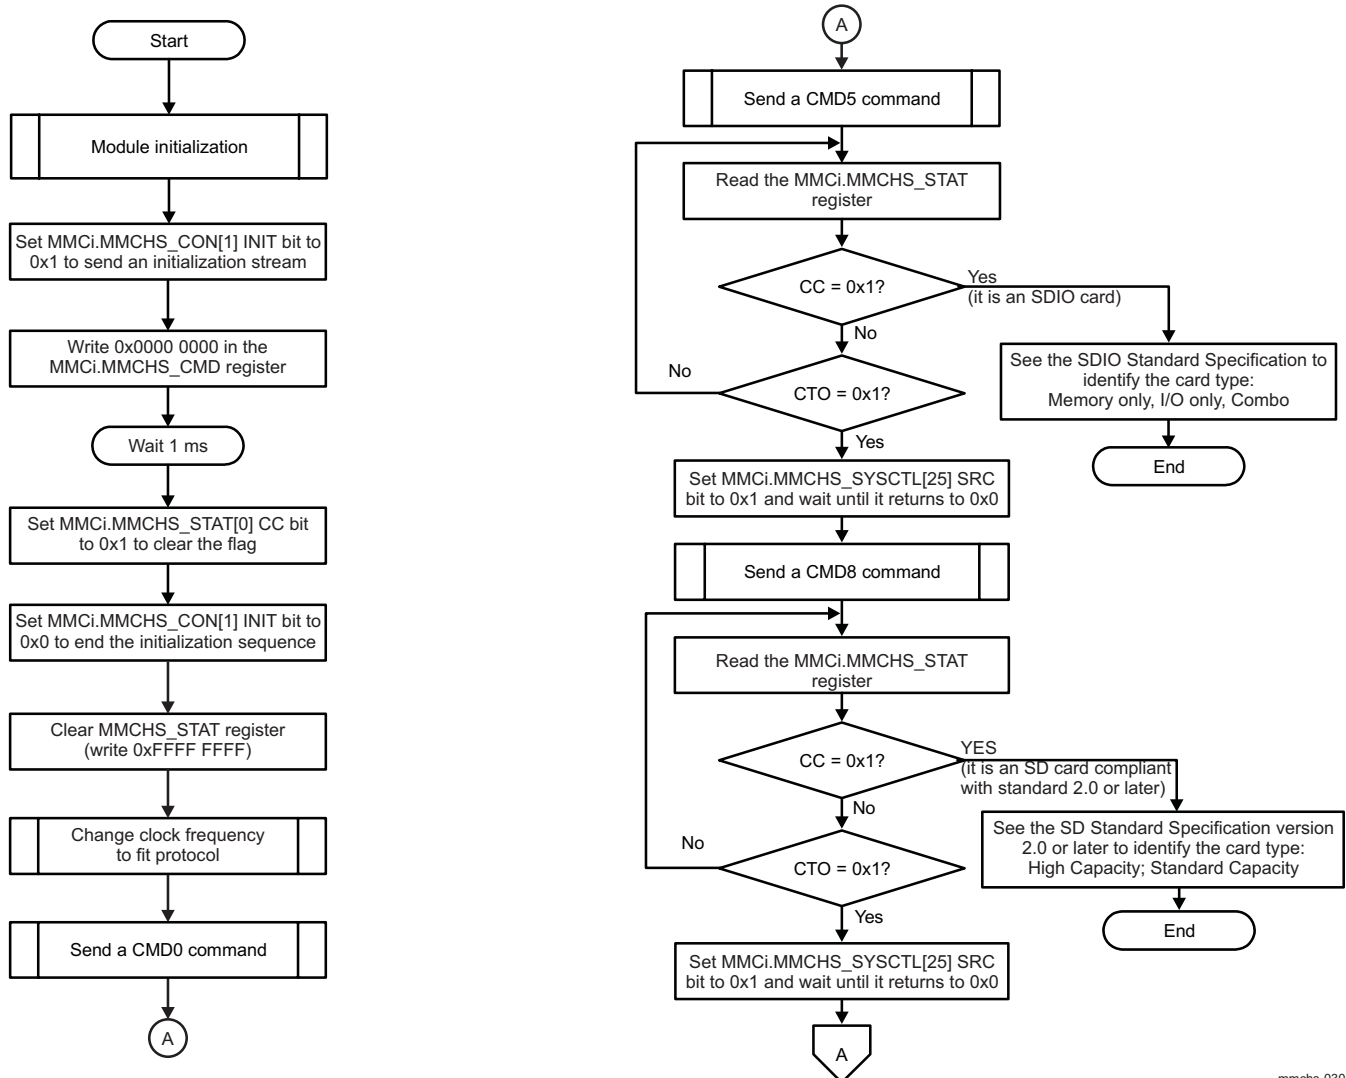 Start
Module initialization
Set MMCi.MMCHS_CON[1] INIT bit to
0x1 to send an initialization stream
Write 0x0000 0000 in the
MMCi.MMCHS_CMD register
Wait 1 ms
Set MMCi.MMCHS_STAT[0] CC bit
to 0x1 to clear the flag
Set MMCi.MMCHS_CON[1] INIT bit to
0x0 to end the initialization sequence
Clear MMCHS_STAT register
(write 0xFFFF FFFF)
Change clock frequency
to fit protocol
Send a CMD0 command
A
A
Send a CMD5 command
Read the MMCi.MMCHS_STAT
register
CC = 0x1?
Yes
(it is an SDIO card)
No
See the SDIO Standard Specification to
identify the card type:
Memory only, I/O only, Combo
End
No
CTO = 0x1?
Yes
Set MMCi.MMCHS_SYSCTL[25] SRC
bit to 0x1 and wait until it returns to 0x0
Send a CMD8 command
Read the MMCi.MMCHS_STAT
register
CC = 0x1?
YES
(it is an SD card compliant
with standard 2.0 or later)
No
See the SD Standard Specification version
2.0 or later to identify the card type:
High Capacity; Standard Capacity
End
No
CTO = 0x1?
Yes
Set MMCi.MMCHS_SYSCTL[25] SRC
bit to 0x1 and wait until it returns to 0x0
A